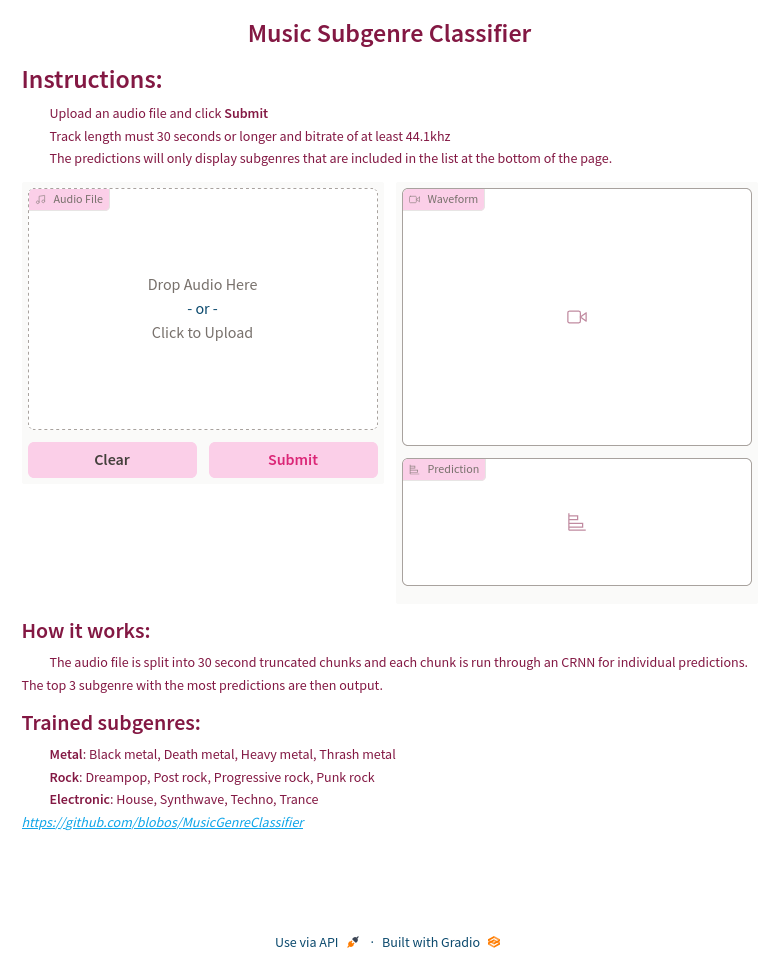 Music Subgenre Classifier
Instructions:
Upload an audio file and click Submit
Track length must 30 seconds or longer and bitrate of at least 44.1khz
The predictions will only display subgenres that are included in the list at the bottom of the page.
Audio File
Drop Audio Here
- or -
Click to Upload
Clear
Submit
Waveform
Prediction
How it works:
The audio file is split into 30 second truncated chunks and each chunk is run through an CRNN for individual predictions.
The top 3 subgenre with the most predictions are then output.
Trained subgenres:
Metal: Black metal, Death metal, Heavy metal, Thrash metal
Rock: Dreampop, Post rock, Progressive rock, Punk rock
Electronic: House, Synthwave, Techno, Trance
https://github.com/blobos/MusicGenreClassifier
Use via API · Built with Gradio